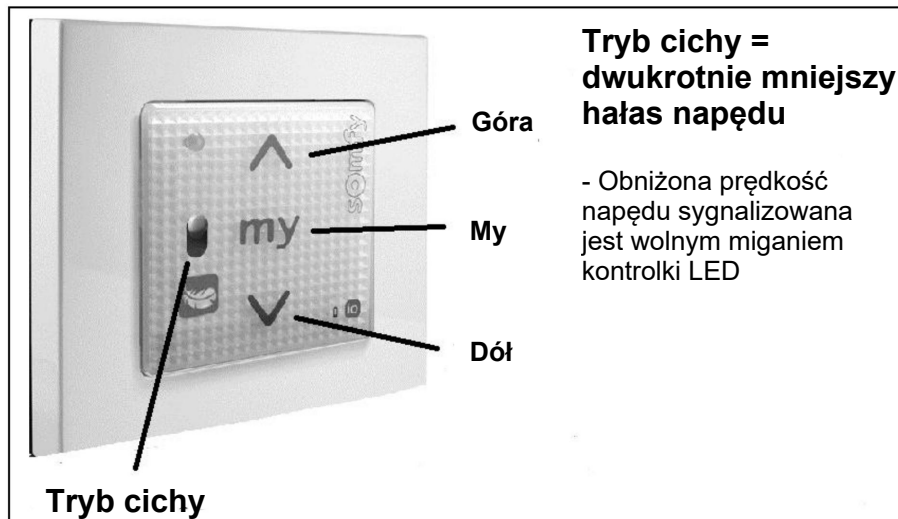 Tryb cichy =
dwukrotnie mniejszy
hałas napędu
- Obniżona prędkość
napędu sygnalizowana
jest wolnym miganiem
kontrolki LED
Góra
My
Dół
Tryb cichy
somfy
my
io